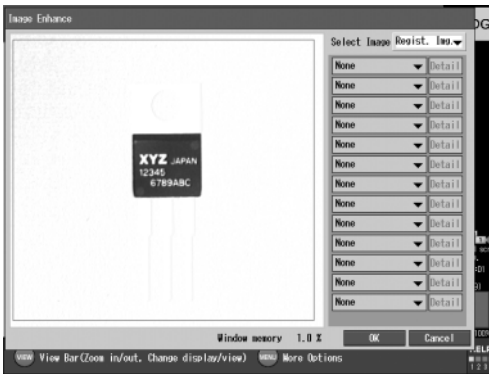 Image Enhance
Select Image Regist. Img.
None Detail
None Detail
None Detail
None Detail
None Detail
None Detail
None Detail
None Detail
None Detail
None Detail
None Detail
None Detail
None Detail
XYZ JAPAN
12345
6789ABC
Window memory 1.0 %
OK Cancel
VIEW View Bar(Zoom in/out, Change display/view) MENU More Options